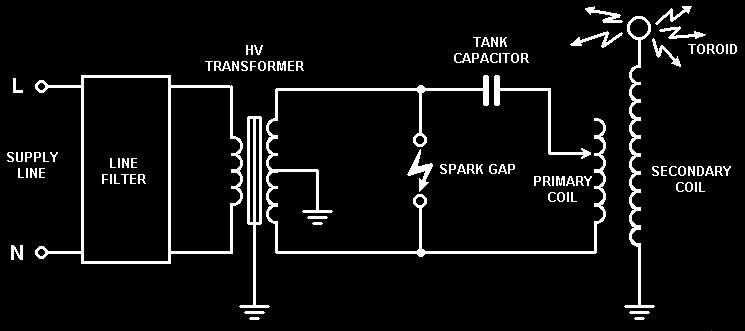 HV
TRANSFORMER
TANK
CAPACITOR
TOROID
L
SUPPLY
LINE
LINE
FILTER
SPARK GAP
PRIMARY
COIL
SECONDARY
COIL
N